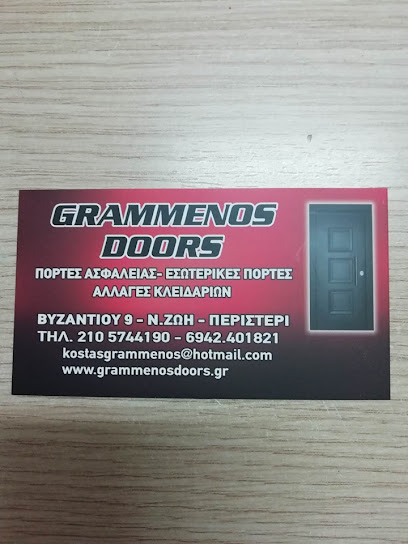 GRAMMENOS
DOORS
ΠΟΡΤΕΣ ΑΣΦΑΛΕΙΑΣ- ΕΣΩΤΕΡΙΚΕΣ ΠΟΡΤΕΣ
ΑΛΛΑΓΕΣ ΚΛΕΙΔΑΡΙΩΝ
ΒΥΖΑΝΤΙΟΥ 9 - Ν.ΖΩΗ - ΠΕΡΙΣΤΕΡΙ
ΤΗΛ. 210 5744190 - 6942.401821
kostasgrammenos@hotmail.com
www.grammenosdoors.gr